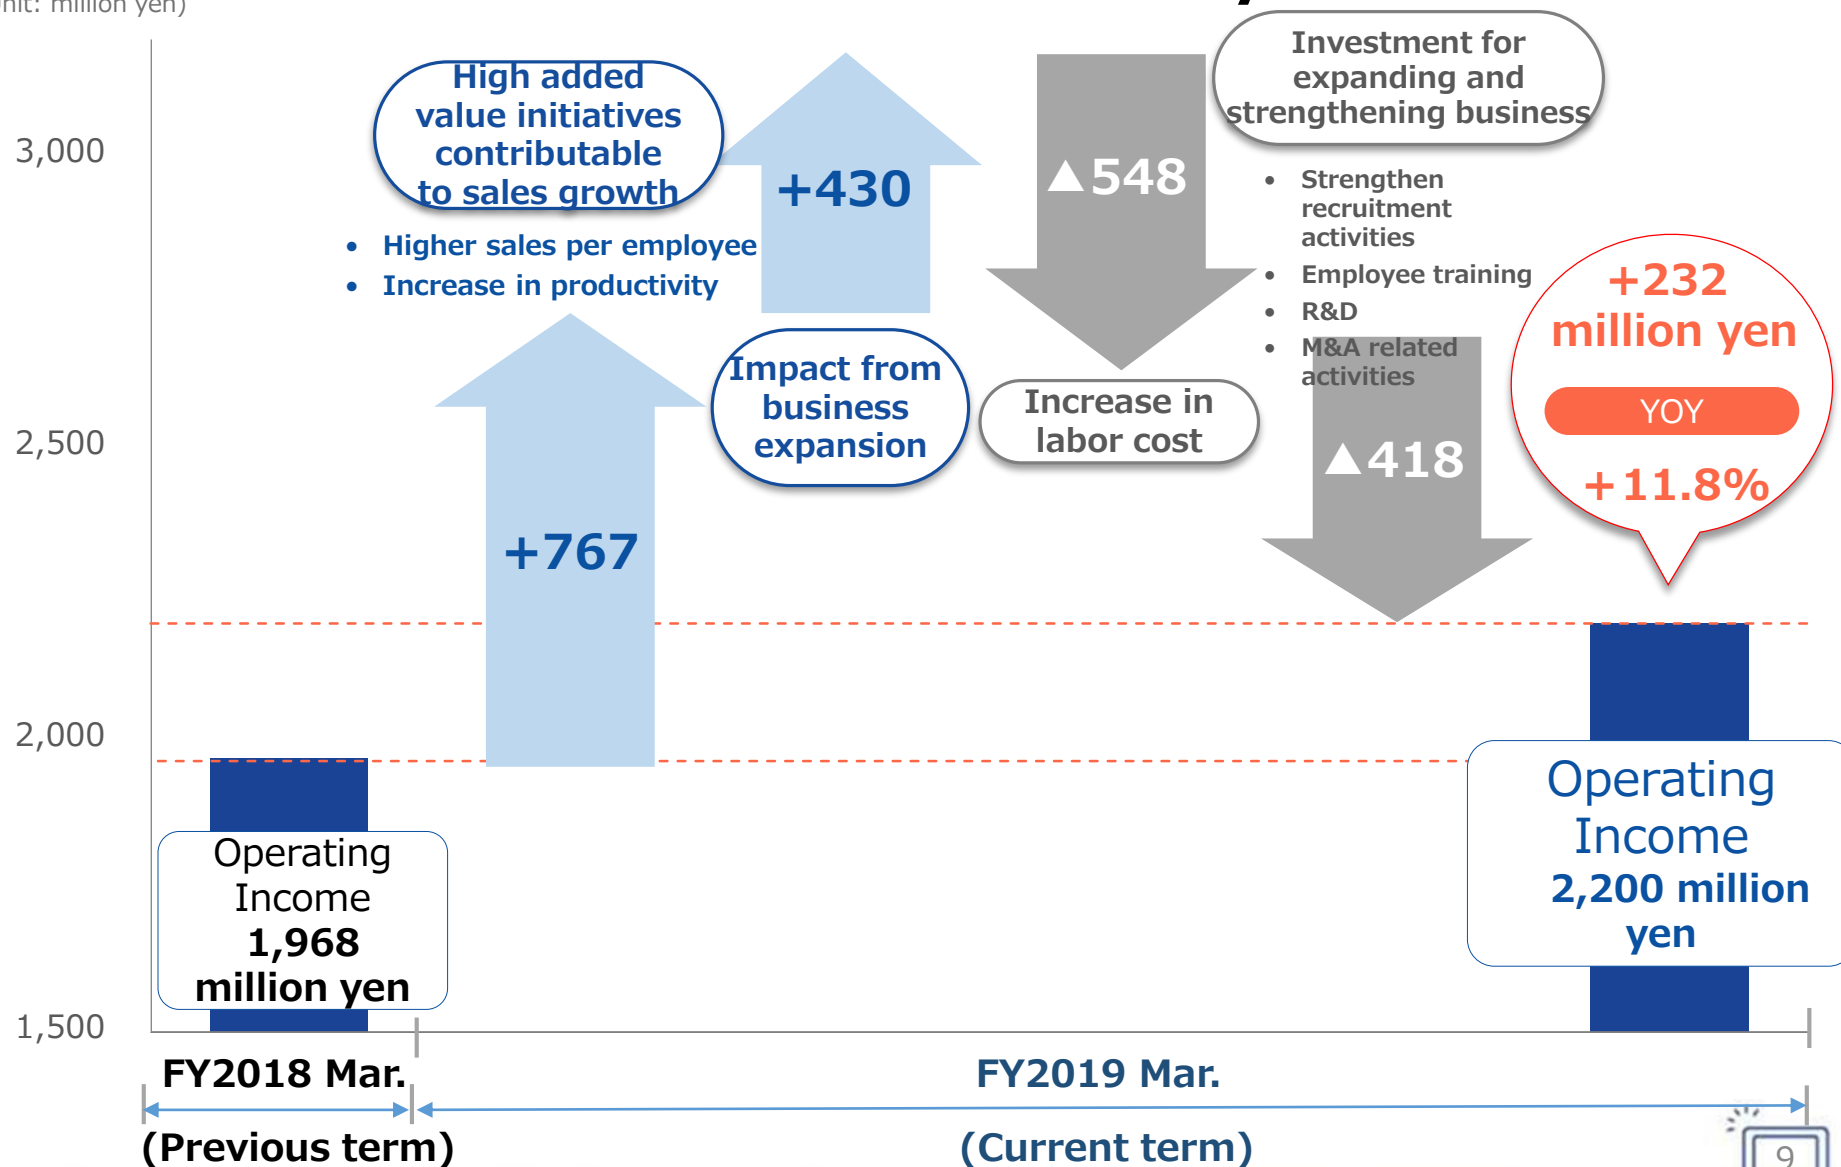 nit: million yen)
3,000
2,500
2,000
1,500
High added
value initiatives
contributable
to sales growth
• Higher sales per employee
• Increase in productivity
+767
+430
Impact from
business
expansion
▲548
Increase in
labor cost
Investment for
expanding and
strengthening business
• Strengthen
recruitment
activities
• Employee training
• R&D
• M&A related
activities
▲418
+232
million yen
YOY
+11.8%
Operating
Income
1,968
million yen
Operating
Income
2,200 million
yen
FY2018 Mar.
(Previous term)
FY2019 Mar.
(Current term)
9